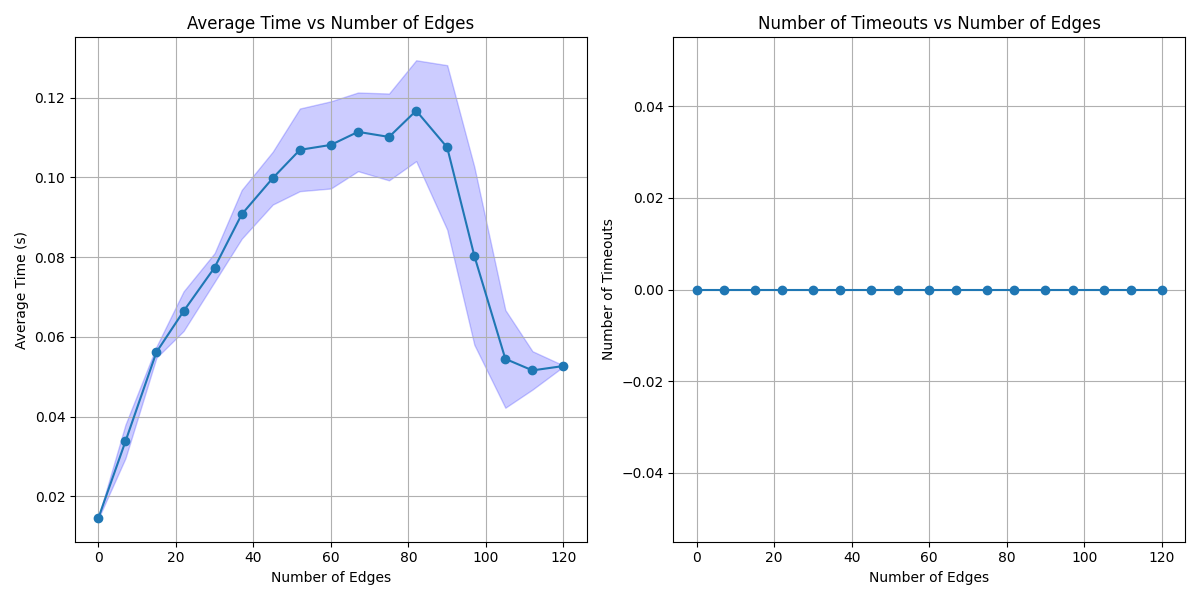 Average Time vs Number of Edges
Average Time (s)
0.12
0.10
0.08
0.06
0.04
0.02
0 20 40 60 80 100 120
Number of Edges
Number of Timeouts vs Number of Edges
Number of Timeouts
0.04
0.02
0.00
−0.02
−0.04
0 20 40 60 80 100 120
Number of Edges